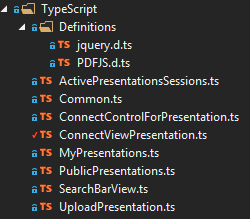 TypeScript
Definitions
TS jquery.d.ts
TS PDFJS.d.ts
TS ActivePresentationsSessions.ts
TS Common.ts
TS ConnectControlForPresentation.ts
TS ConnectViewPresentation.ts
TS MyPresentations.ts
TS PublicPresentations.ts
TS SearchBarView.ts
TS UploadPresentation.ts